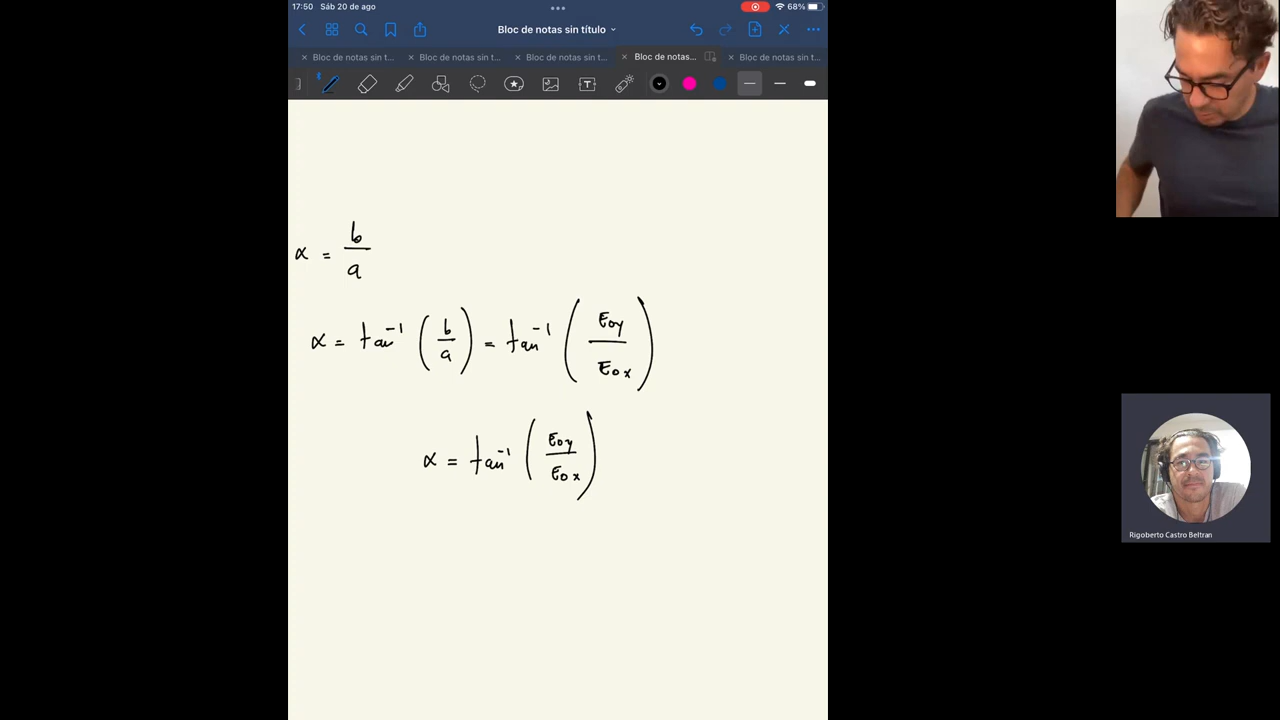 17:50 Sáb 20 de ago 68%
Bloc de notas sin título
Bloc de notas sin t... Bloc de notas sin t... Bloc de notas sin t... Bloc de notas... Bloc de notas sin t...
α = b/a
α = tan⁻¹ (b/a) = tan⁻¹ (E₀y/E₀x)
α = tan⁻¹ (E₀y/E₀x)
Rigoberto Castro Beltran